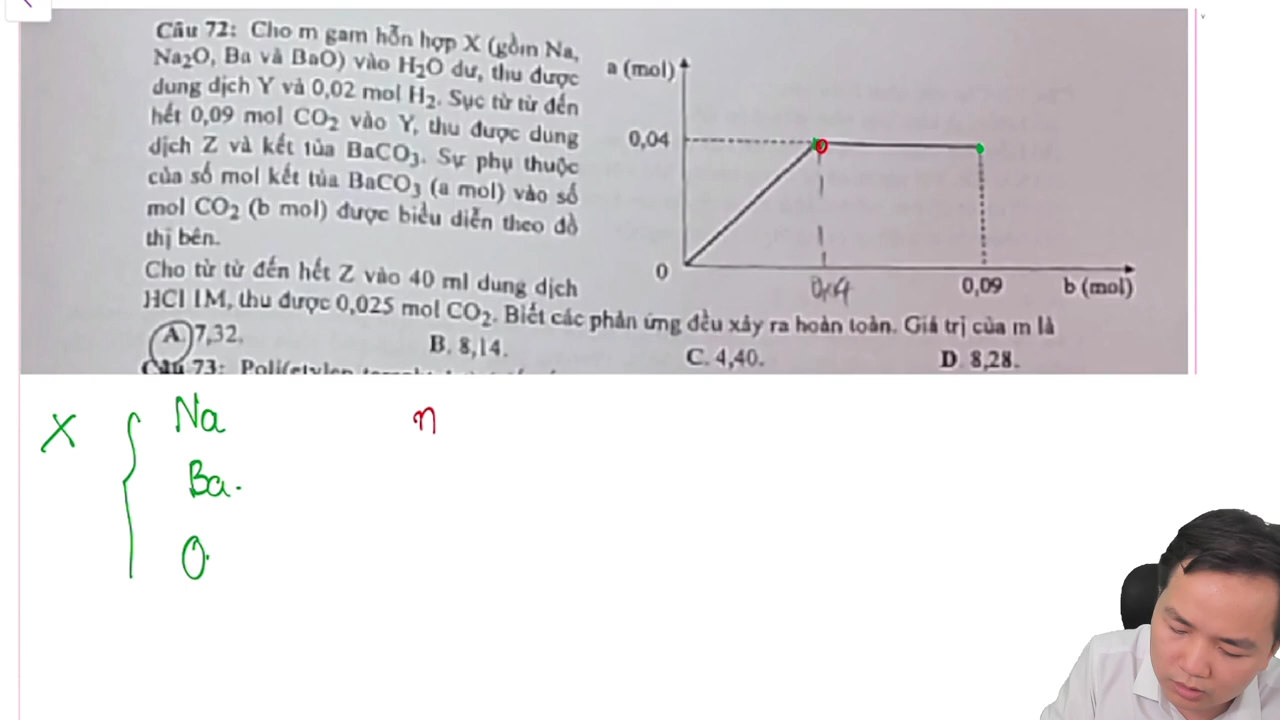 Câu 72: Cho m gam hỗn hợp X (gồm Na,
Na₂O, Ba và BaO) vào H₂O dư, thu được
dung dịch Y và 0,02 mol H₂. Sục từ từ đến
hết 0,09 mol CO₂ vào Y, thu được dung
dịch Z và kết tủa BaCO₃. Sự phụ thuộc
của số mol kết tủa BaCO₃ (a mol) vào số
mol CO₂ (b mol) được biểu diễn theo đồ
thị bên.
a (mol)
0,04
0
0,04
0,09
b (mol)
Cho từ từ đến hết Z vào 40 ml dung dịch
HCl 1M, thu được 0,025 mol CO₂. Biết các phản ứng đều xảy ra hoàn toàn. Giá trị của m là
A. 7,32.
B. 8,14.
C. 4,40.
D. 8,28.
Câu 73:
X
Na
Ba.
O
n